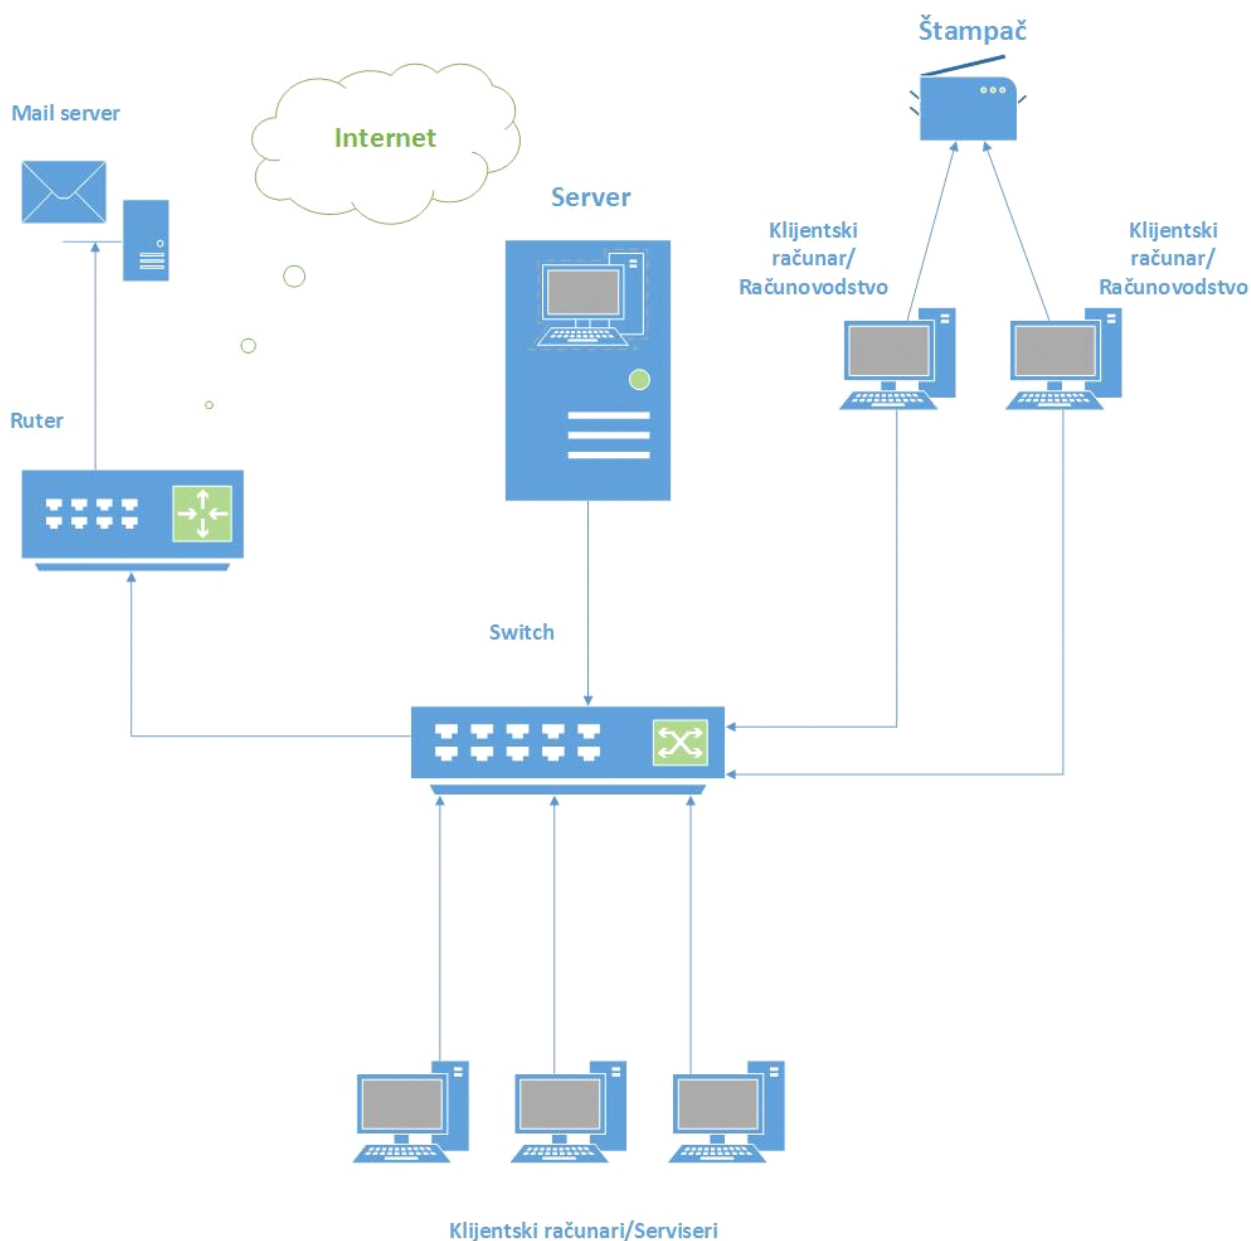 Štampač
Mail server
Internet
Server
Klijentski
računar/
Računovodstvo
Klijentski
računar/
Računovodstvo
Ruter
Switch
Klijentski računari/Serviseri